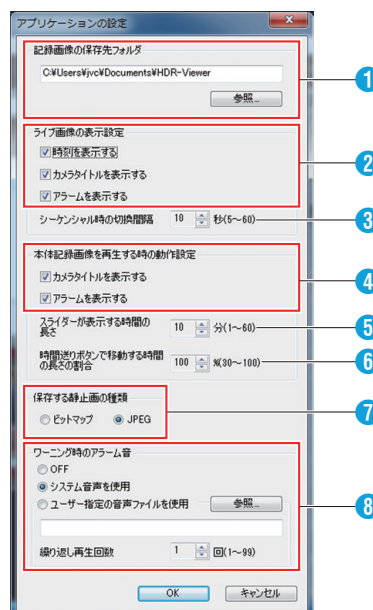 アプリケーションの設定
記録画像の保存先フォルダ
C:¥Users¥jvc¥Documents¥HDR-Viewer
参照...
1
ライブ画像の表示設定
時刻を表示する
カメラタイトルを表示する
アラームを表示する
2
シーケンシャル時の切換間隔 10 秒(5~60)
3
本体記録画像を再生する時の動作設定
カメラタイトルを表示する
アラームを表示する
4
スライダーが表示する時間の
長さ
10 分(1~60)
5
時間送りボタンで移動する時間
の長さの割合
100 %(30~100)
6
保存する静止画の種類
ビットマップ JPEG
7
ワーニング時のアラーム音
OFF
システム音声を使用
ユーザー指定の音声ファイルを使用 参照...
8
繰り返し再生回数 1 回(1~99)
OK キャンセル